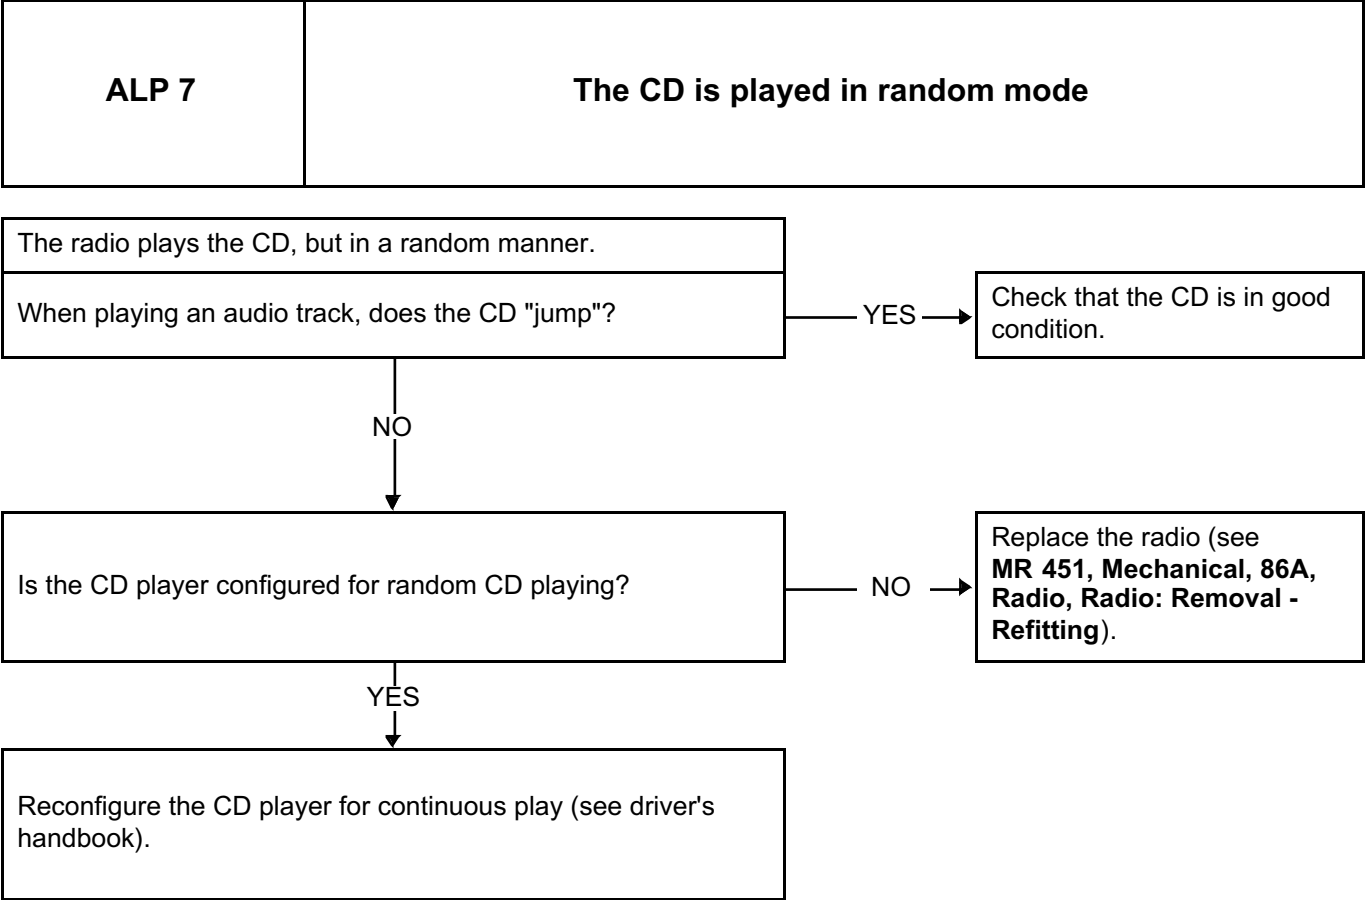 ALP 7
The CD is played in random mode
The radio plays the CD, but in a random manner.
When playing an audio track, does the CD "jump"?
YES
Check that the CD is in good
condition.
NO
Is the CD player configured for random CD playing?
NO
Replace the radio (see
MR 451, Mechanical, 86A,
Radio, Radio: Removal -
Refitting).
YES
Reconfigure the CD player for continuous play (see driver's
handbook).